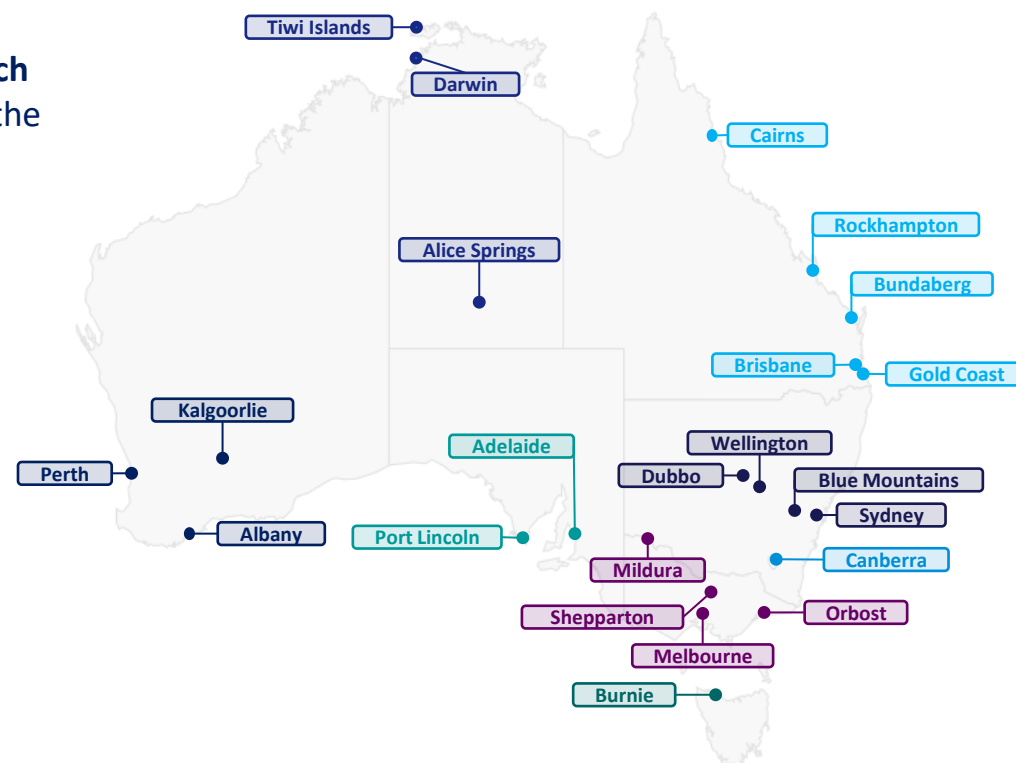 ch
the
Tiwi Islands
Darwin
Cairns
Rockhampton
Alice Springs
Bundaberg
Brisbane
Gold Coast
Kalgoorlie
Adelaide
Wellington
Perth
Dubbo
Blue Mountains
Sydney
Albany
Port Lincoln
Canberra
Mildura
Shepparton
Orbost
Melbourne
Burnie